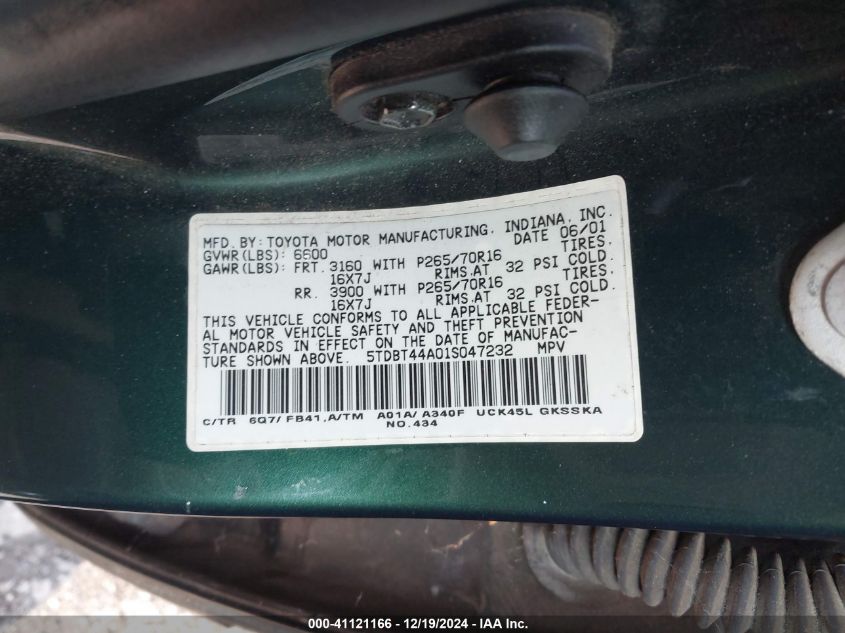 MFD. BY: TOYOTA MOTOR MANUFACTURING, INDIANA, INC.
GVWR(LBS): 6600 DATE 06/01
GAWR(LBS): FRT. 3160 WITH P265/70R16 TIRES,
16X7J RIMS,AT 32 PSI COLD.
RR. 3900 WITH P265/70R16 TIRES,
16X7J RIMS,AT 32 PSI COLD.
THIS VEHICLE CONFORMS TO ALL APPLICABLE FEDER-
AL MOTOR VEHICLE SAFETY AND THEFT PREVENTION
STANDARDS IN EFFECT ON THE DATE OF MANUFAC-
TURE SHOWN ABOVE. 5TDBT44A01S047232 MPV
C/TR 6Q7/ FB41,A/TM A01A/ A340F UCK45L GKSSKA
NO.434
000-41121166 - 12/19/2024 - IAA Inc.